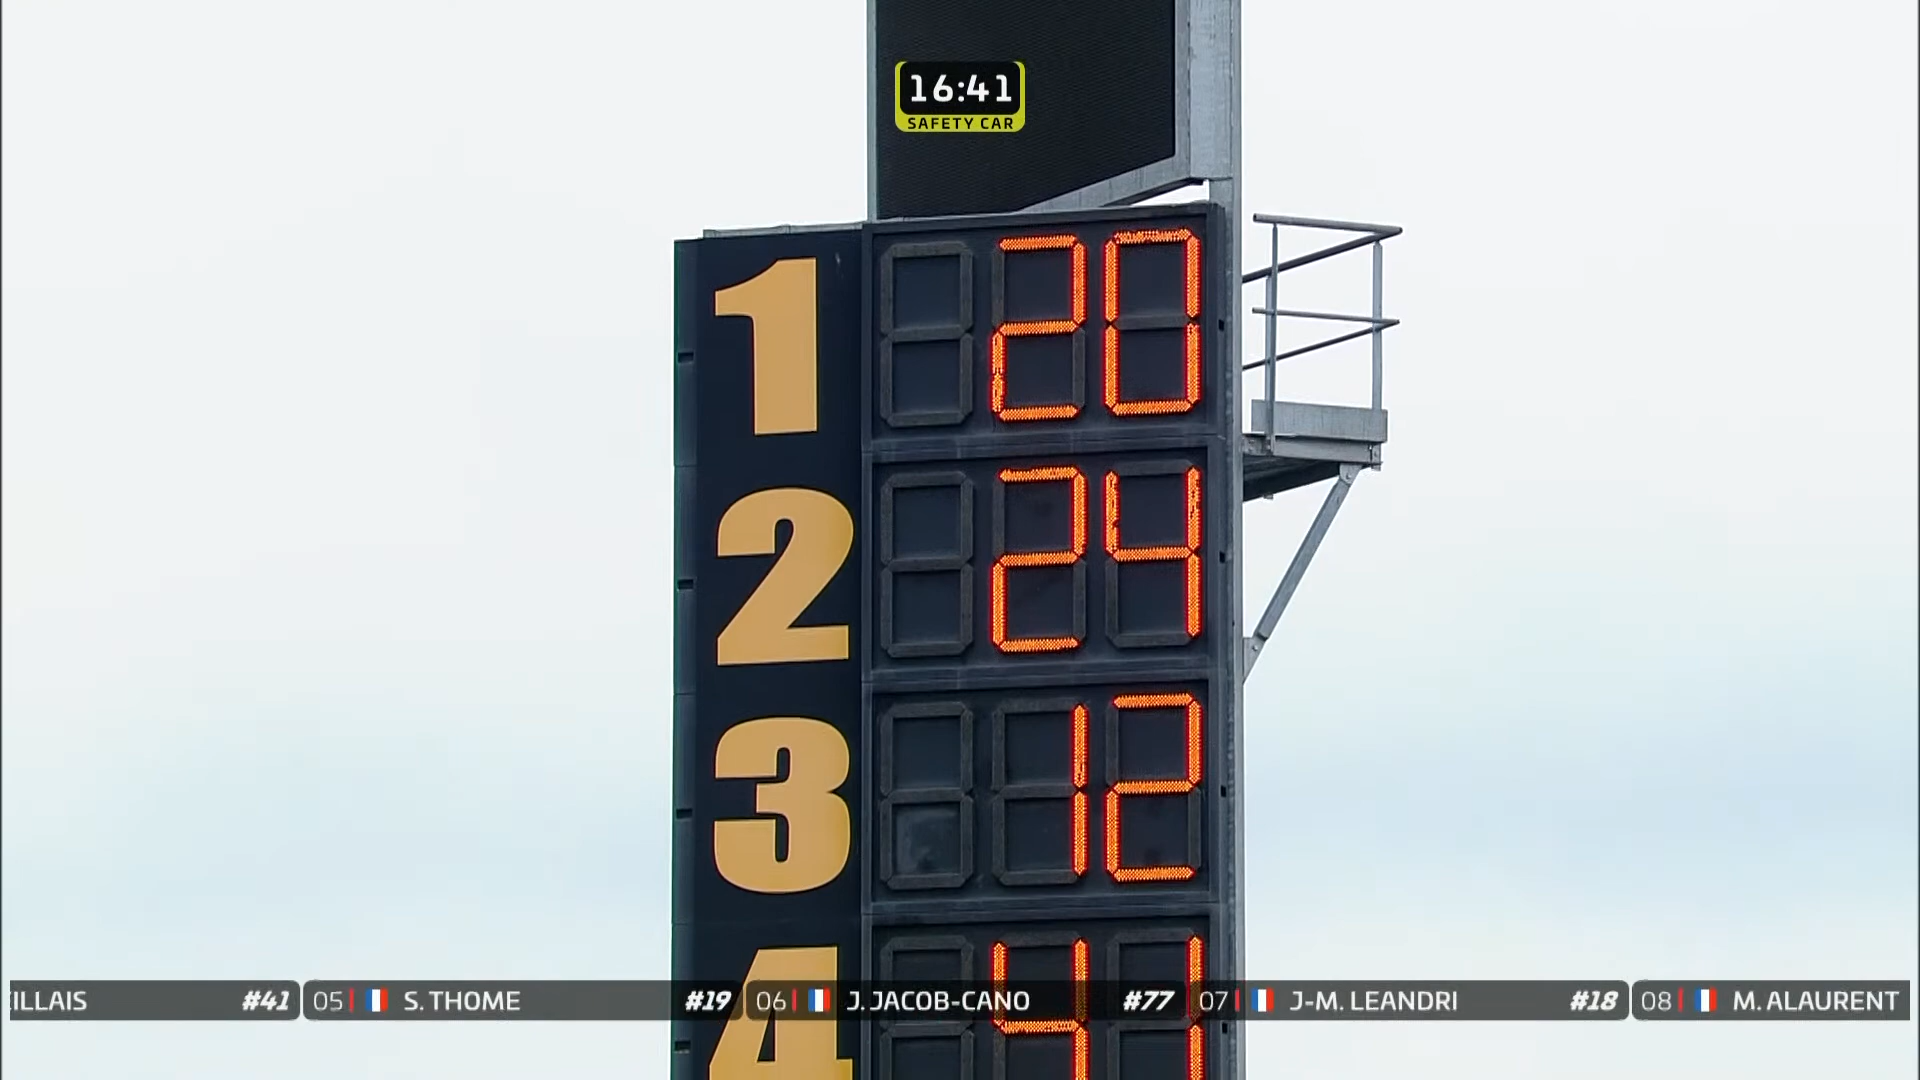 16:41
SAFETY CAR
1 20
2 24
3 12
4 41
ILLAIS #41 05 S. THOME #19 06 J. JACOB-CANO #77 07 J-M. LEANDRI #18 08 M. ALAURENT